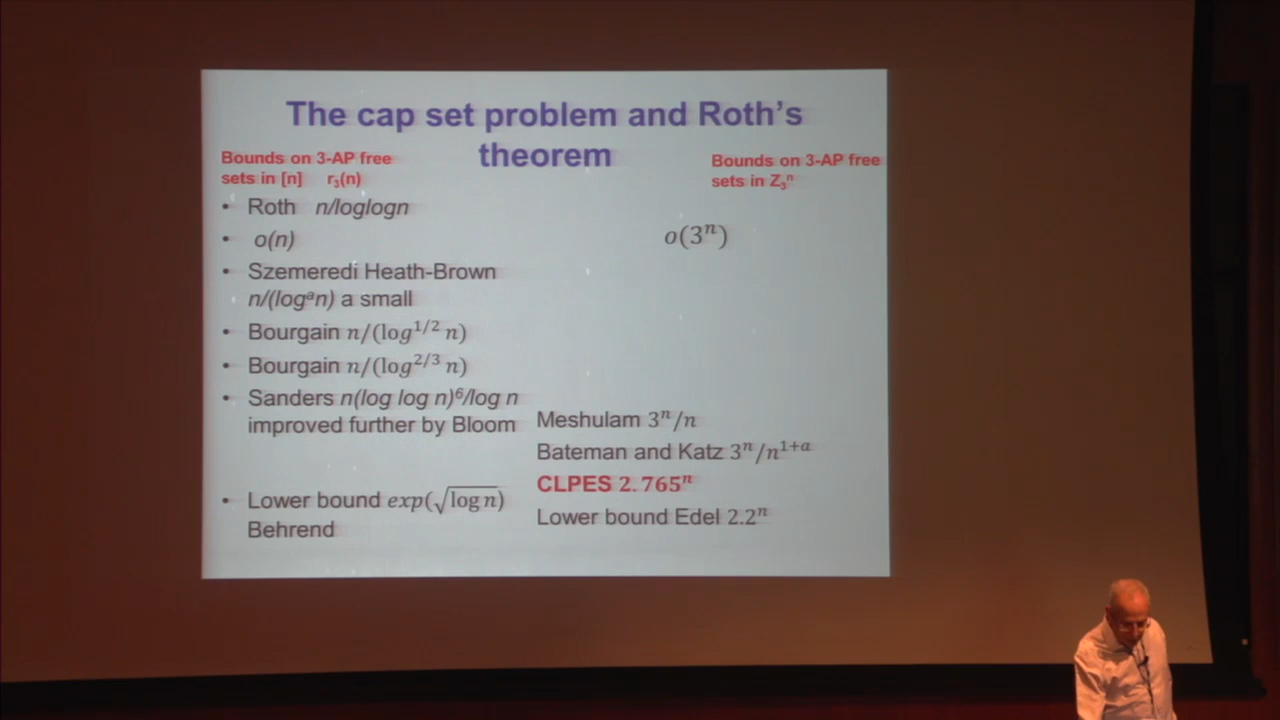 The cap set problem and Roth's
theorem
Bounds on 3-AP free
sets in [n] r₃(n)
• Roth n/loglogn
• o(n)
• Szemeredi Heath-Brown
n/(logᵃn) a small
• Bourgain n/(log^{1/2} n)
• Bourgain n/(log^{2/3} n)
• Sanders n(log log n)⁶/log n
improved further by Bloom
• Lower bound exp(√log n)
Behrend
Bounds on 3-AP free
sets in Z₃ⁿ
o(3ⁿ)
Meshulam 3ⁿ/n
Bateman and Katz 3ⁿ/n^{1+a}
CLPES 2.765ⁿ
Lower bound Edel 2.2ⁿ